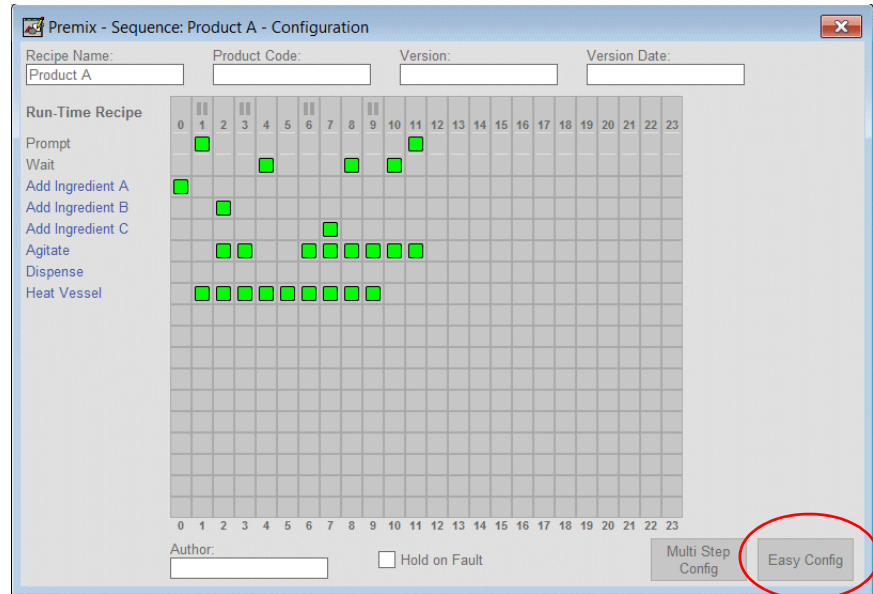 Premix - Sequence: Product A - Configuration
Recipe Name: Product Code: Version: Version Date:
Product A
Run-Time Recipe
0 1 2 3 4 5 6 7 8 9 10 11 12 13 14 15 16 17 18 19 20 21 22 23
Prompt
Wait
Add Ingredient A
Add Ingredient B
Add Ingredient C
Agitate
Dispense
Heat Vessel
0 1 2 3 4 5 6 7 8 9 10 11 12 13 14 15 16 17 18 19 20 21 22 23
Author:
Hold on Fault
Multi Step
Config
Easy Config